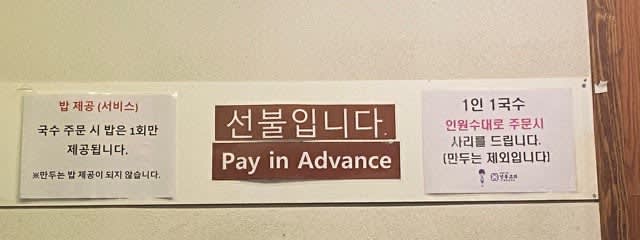 밥 제공 (서비스)
국수 주문 시 밥은 1회만
제공됩니다.
※만두는 밥 제공이 되지 않습니다.
선불입니다.
Pay in Advance
1인 1국수
인원수대로 주문시
사리를 드립니다.
(만두는 제외입니다)